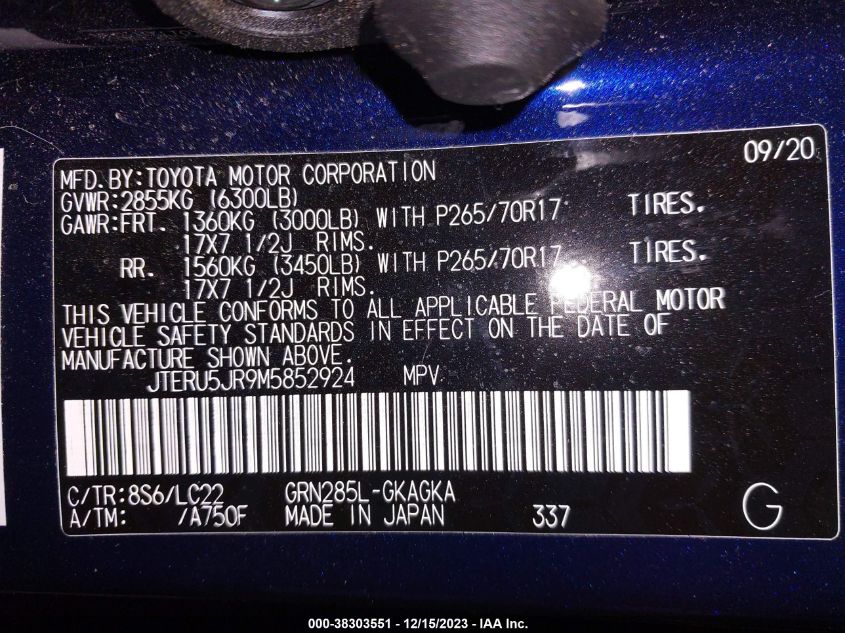 09/20
MFD.BY:TOYOTA MOTOR CORPORATION
GVWR:2855KG (6300LB)
GAWR:FRT. 1360KG (3000LB) WITH P265/70R17 TIRES.
17X7 1/2J RIMS.
RR. 1560KG (3450LB) WITH P265/70R17 TIRES.
17X7 1/2J RIMS.
THIS VEHICLE CONFORMS TO ALL APPLICABLE FEDERAL MOTOR
VEHICLE SAFETY STANDARDS IN EFFECT ON THE DATE OF
MANUFACTURE SHOWN ABOVE.
JTERU5JR9M5852924 MPV
C/TR:8S6/LC22 GRN285L-GKAGKA
A/TM: /A750F MADE IN JAPAN 337 G
000-38303551 - 12/15/2023 - IAA Inc.